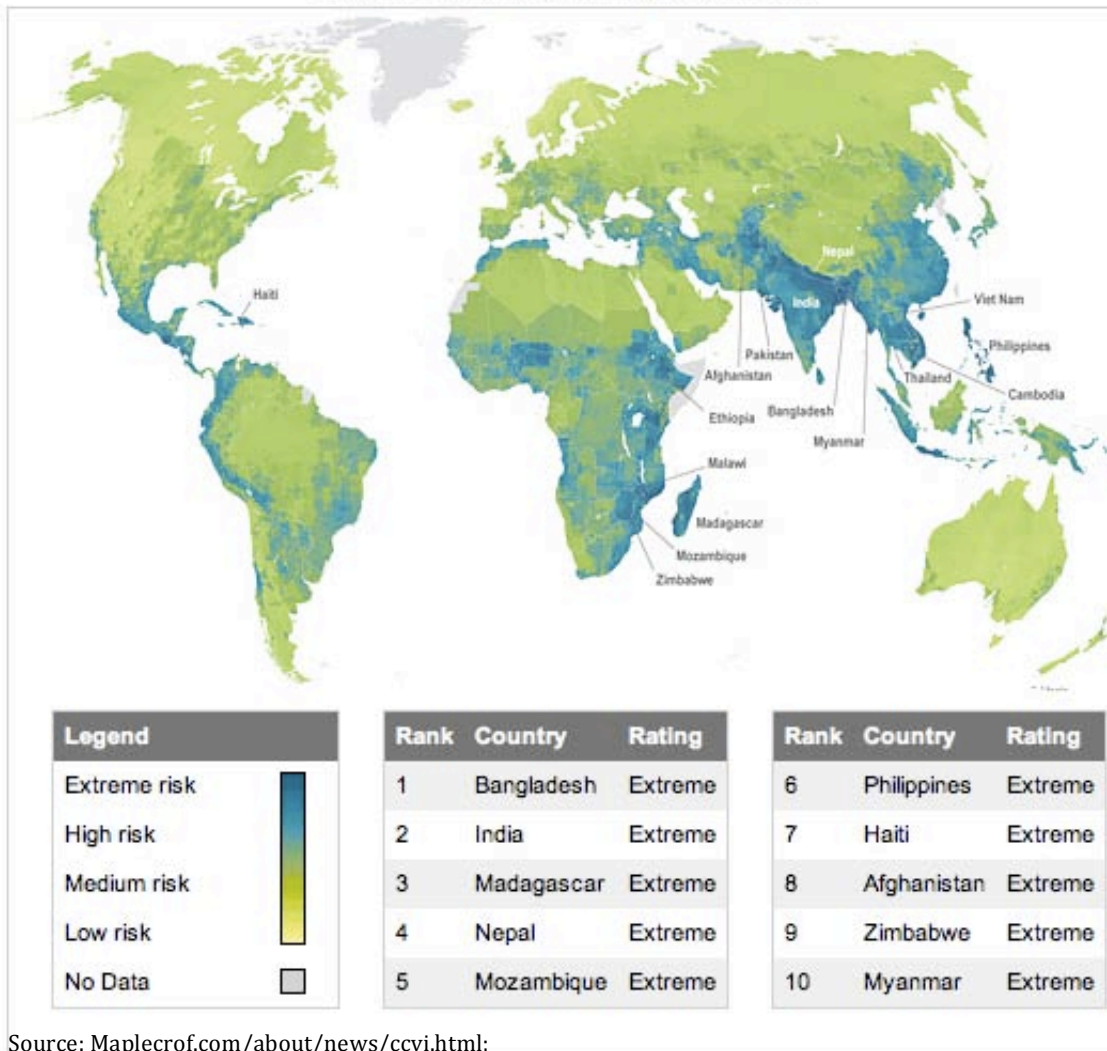 Haiti
Nepal
India
Viet Nam
Philippines
Pakistan
Afghanistan
Thailand
Cambodia
Ethiopia
Bangladesh
Myanmar
Malawi
Madagascar
Mozambique
Zimbabwe
Legend
Extreme risk
High risk
Medium risk
Low risk
No Data
Rank Country Rating
1 Bangladesh Extreme
2 India Extreme
3 Madagascar Extreme
4 Nepal Extreme
5 Mozambique Extreme
Rank Country Rating
6 Philippines Extreme
7 Haiti Extreme
8 Afghanistan Extreme
9 Zimbabwe Extreme
10 Myanmar Extreme
Source: Maplecrof.com/about/news/ccvi.html: